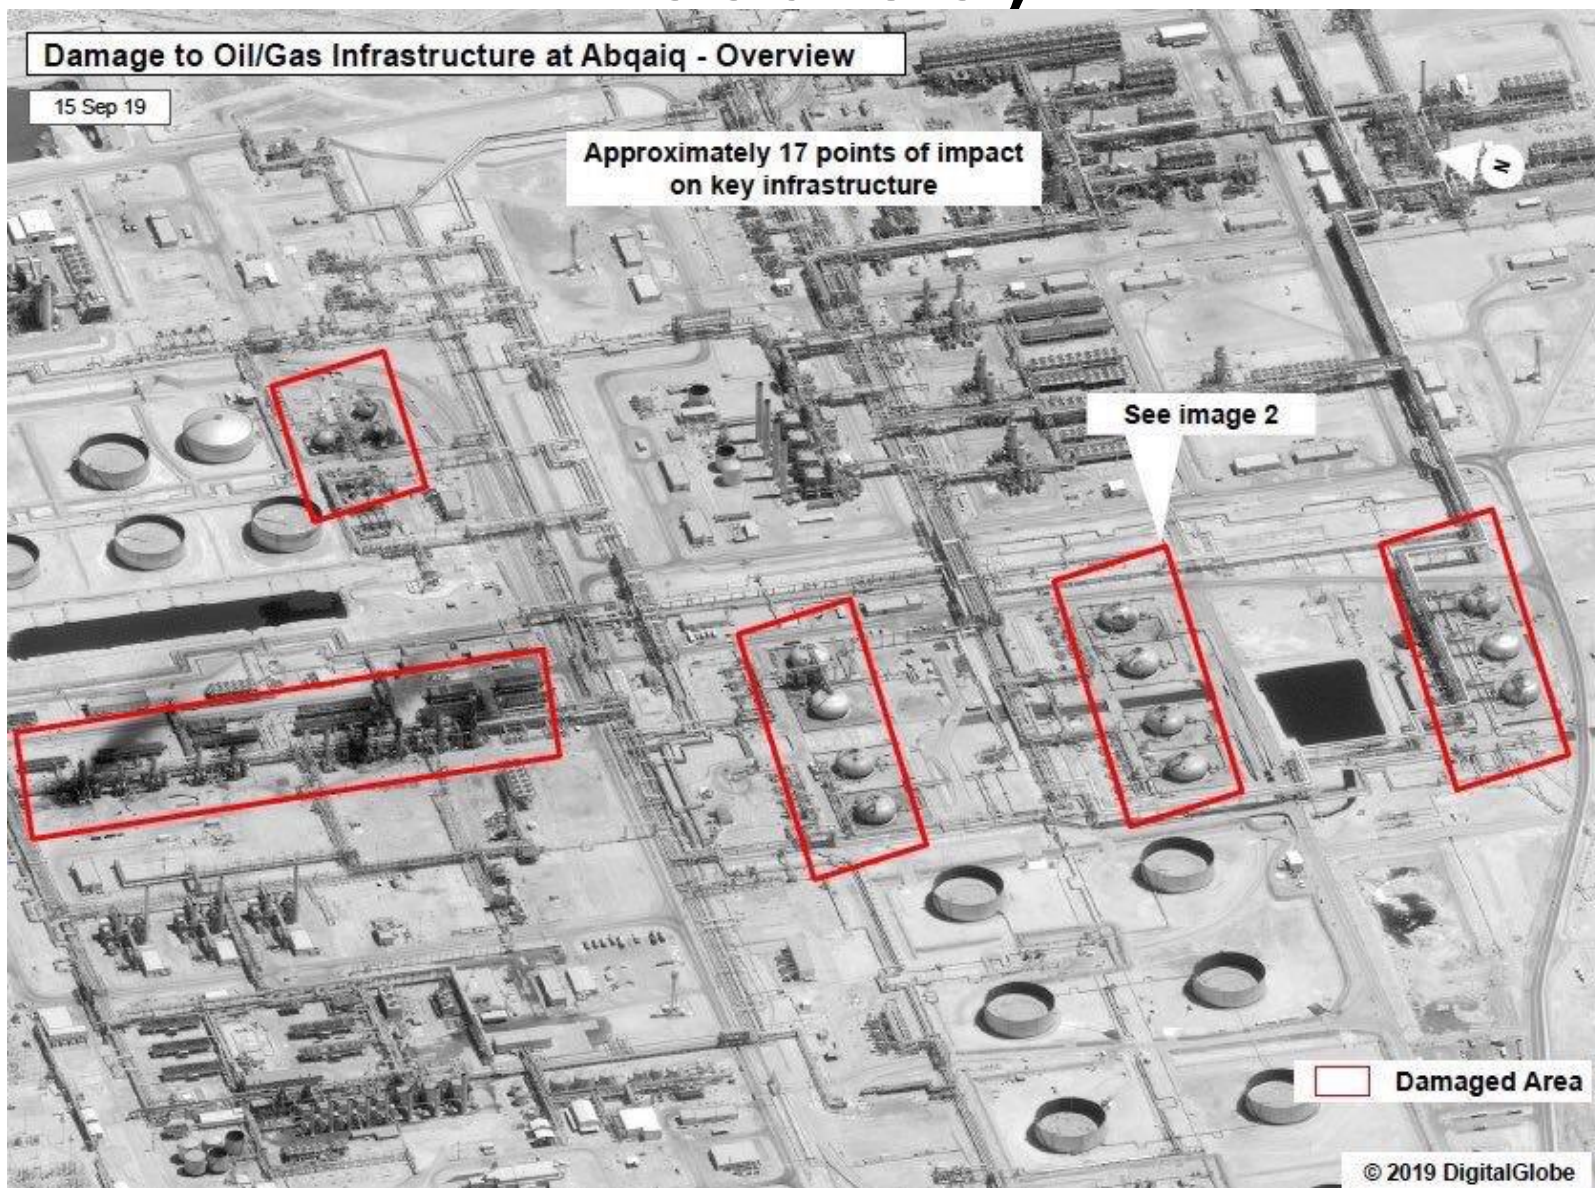 Damage to Oil/Gas Infrastructure at Abqaiq - Overview
15 Sep 19
Approximately 17 points of impact
on key infrastructure
N
See image 2
Damaged Area
© 2019 DigitalGlobe